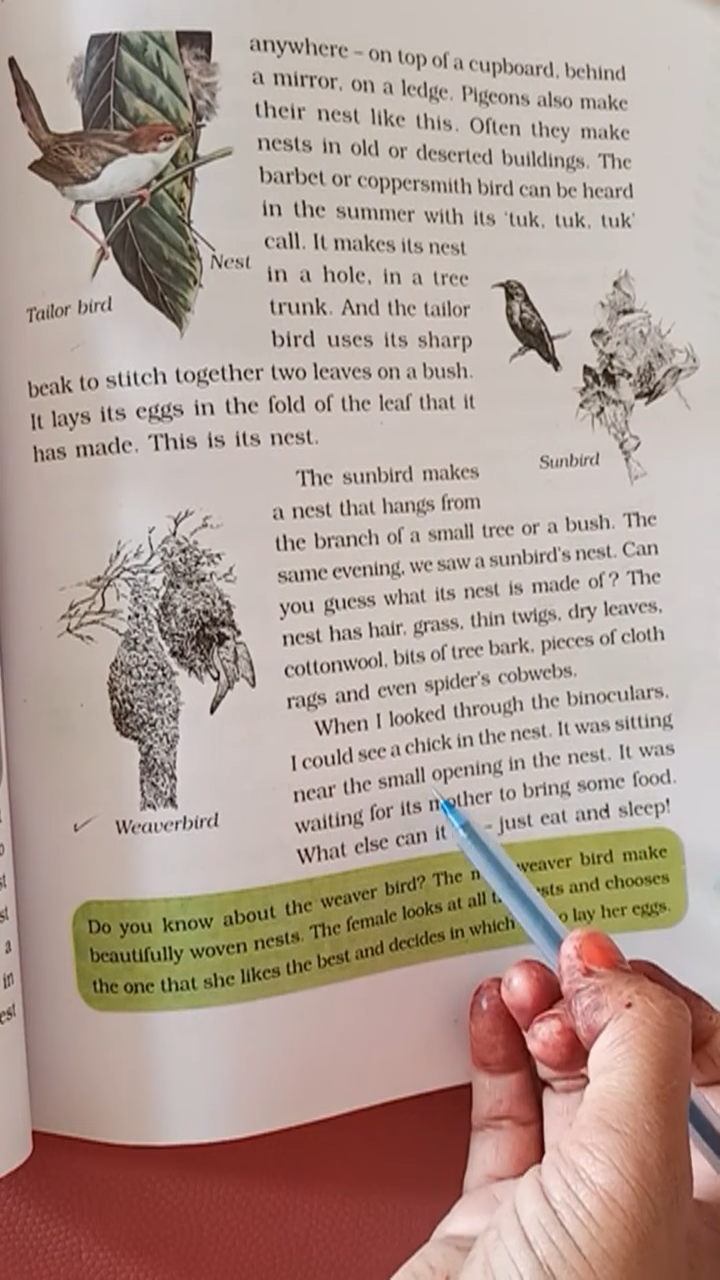 anywhere – on top of a cupboard, behind
a mirror, on a ledge. Pigeons also make
their nest like this. Often they make
nests in old or deserted buildings. The
barbet or coppersmith bird can be heard
in the summer with its 'tuk, tuk, tuk'
call. It makes its nest
in a hole, in a tree
trunk. And the tailor
bird uses its sharp
beak to stitch together two leaves on a bush.
It lays its eggs in the fold of the leaf that it
has made. This is its nest.
Nest
Tailor bird
Sunbird
The sunbird makes
a nest that hangs from
the branch of a small tree or a bush. The
same evening, we saw a sunbird's nest. Can
you guess what its nest is made of? The
nest has hair, grass, thin twigs, dry leaves,
cottonwool, bits of tree bark, pieces of cloth
rags and even spider's cobwebs.
When I looked through the binoculars,
I could see a chick in the nest. It was sitting
near the small opening in the nest. It was
waiting for its mother to bring some food.
What else can it – just eat and sleep!
Weaverbird
Do you know about the weaver bird? The weaver bird make
beautifully woven nests. The female looks at all and chooses
the one that she likes the best and decides in which lay her eggs.
a
in
est